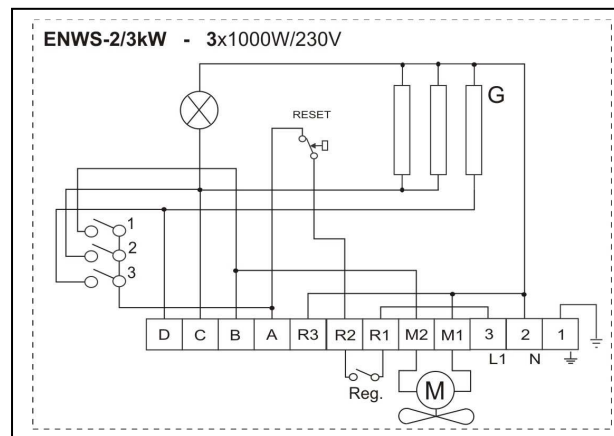 ENWS-2/3kW - 3x1000W/230V
G
RESET
1
2
3
D C B A R3 R2 R1 M2 M1 3 2 1
L1 N
Reg. M